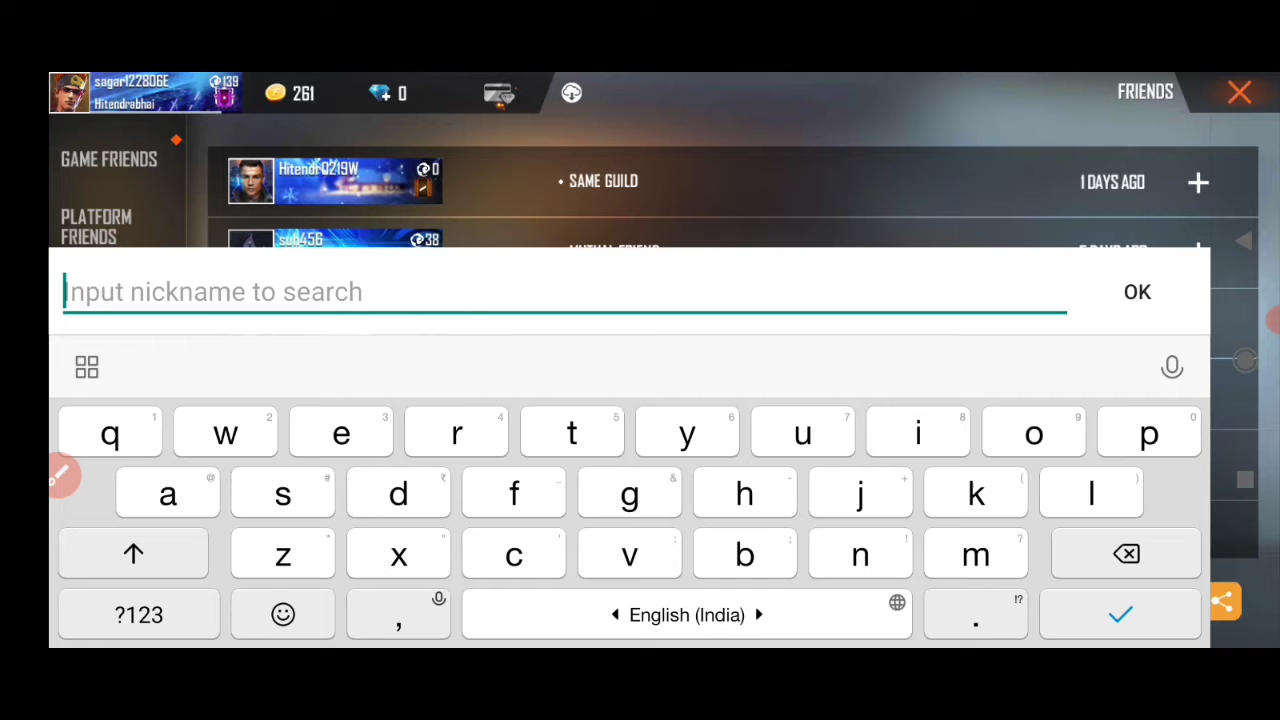 sagar122806E
139
Hitendrabhai
261
0
FRIENDS
GAME FRIENDS
PLATFORM
FRIENDS
0
SAME GUILD
1 DAYS AGO
sub456
38
Input nickname to search
OK
q 1 w 2 e 3 r 4 t 5 y 6 u 7 i 8 o 9 p 0
a @ s # d ₹ f _ g & h - j + k ( l )
z * x " c ' v : b ; n ! m ?
?123 , English (India) . !?